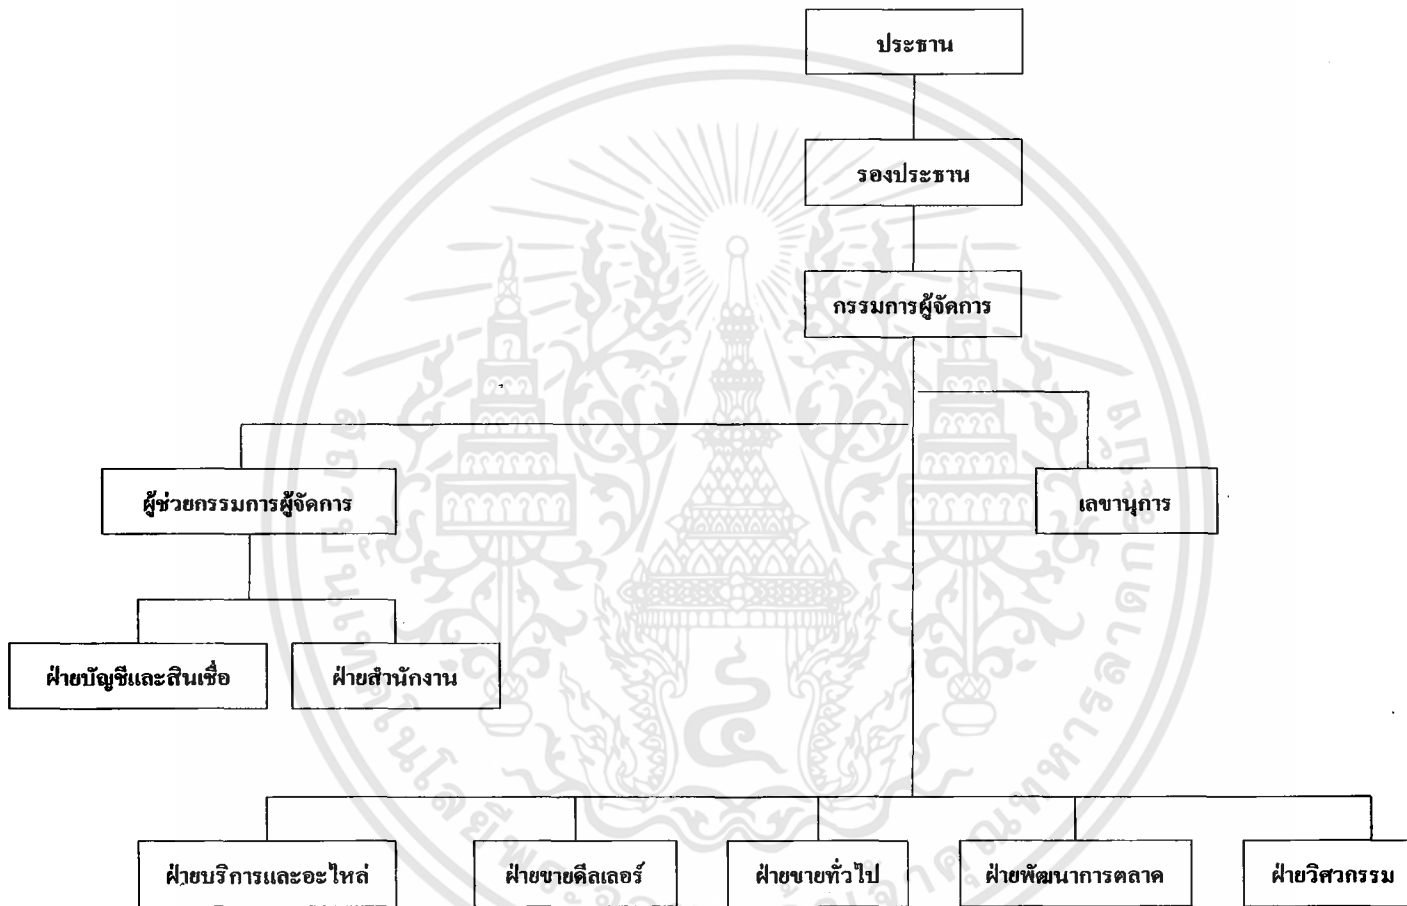 ประธาน
รองประธาน
กรรมการผู้จัดการ
ผู้ช่วยกรรมการผู้จัดการ
เลขานุการ
ฝ่ายบัญชีและสินเชื่อ
ฝ่ายสำนักงาน
ฝ่ายบริการและอะไหล่
ฝ่ายขายดีลเลอร์
ฝ่ายขายทั่วไป
ฝ่ายพัฒนาการตลาด
ฝ่ายวิศวกรรม